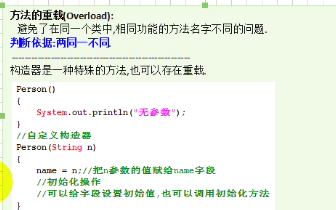 方法的重载(Overload):
避免了在同一个类中,相同功能的方法名字不同的问题.
判断依据:两同一不同.
----------------------------------------
构造器是一种特殊的方法,也可以存在重载.
Person()
{
System.out.println("无参数");
}
//自定义构造器
Person(String n)
{
name = n;//把n参数的值赋给name字段
//初始化操作
//可以给字段设置初始值,也可以调用初始化方法
}